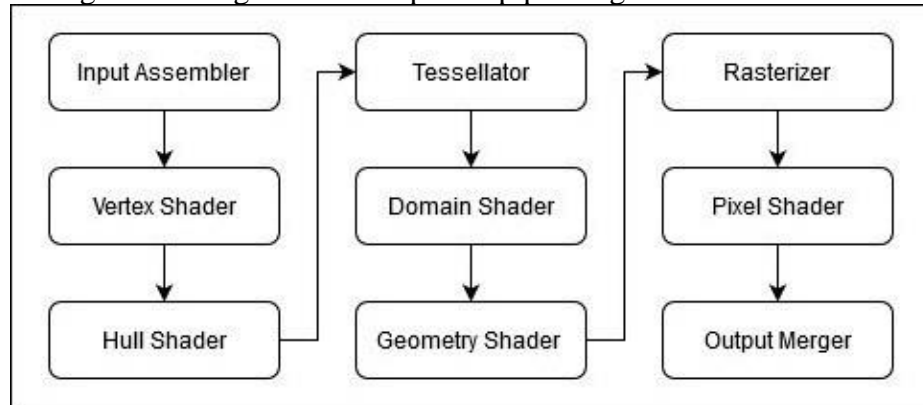 Input Assembler
Vertex Shader
Hull Shader
Tessellator
Domain Shader
Geometry Shader
Rasterizer
Pixel Shader
Output Merger